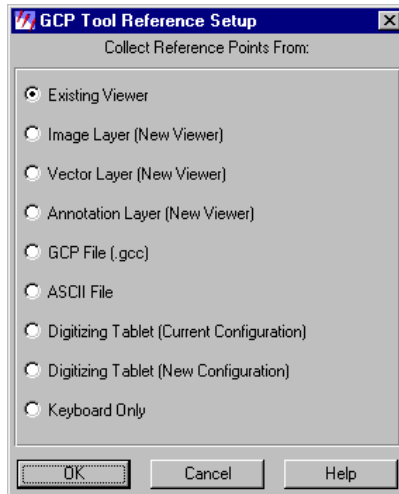 GCP Tool Reference Setup
Collect Reference Points From:
Existing Viewer
Image Layer (New Viewer)
Vector Layer (New Viewer)
Annotation Layer (New Viewer)
GCP File (.gcc)
ASCII File
Digitizing Tablet (Current Configuration)
Digitizing Tablet (New Configuration)
Keyboard Only
OK Cancel Help